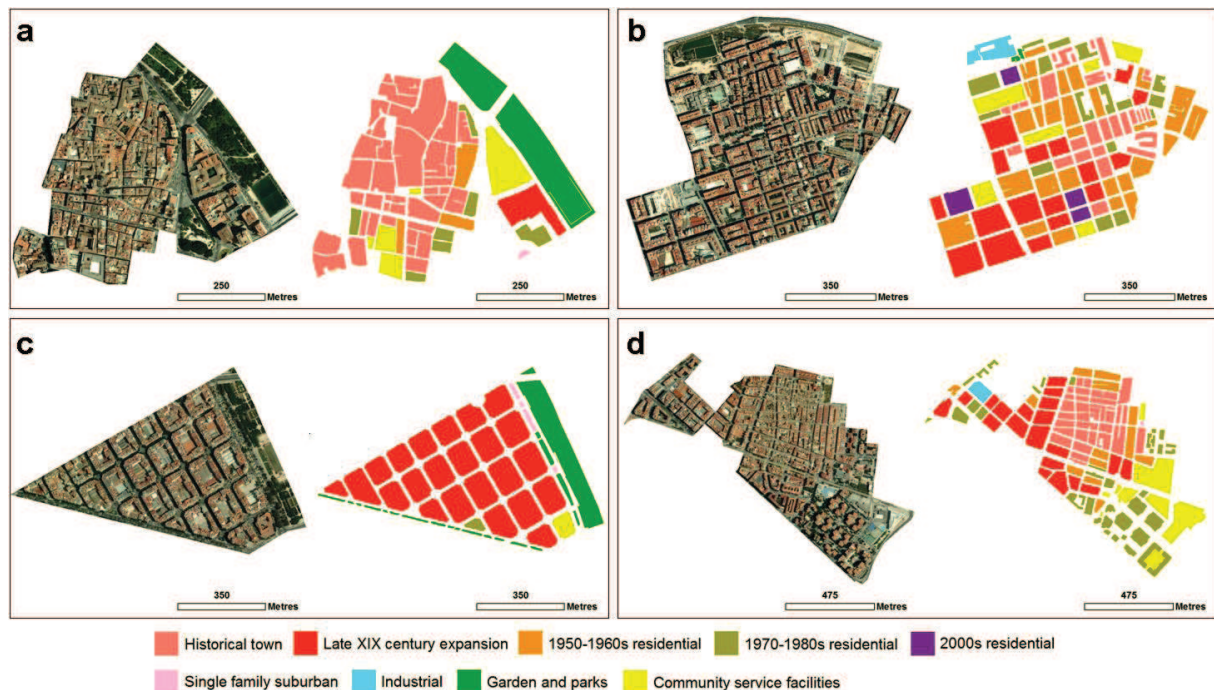 a
b
250
Metres
250
Metres
350
Metres
350
Metres
c
d
350
Metres
350
Metres
475
Metres
475
Metres
Historical town
Late XIX century expansion
1950-1960s residential
1970-1980s residential
2000s residential
Single family suburban
Industrial
Garden and parks
Community service facilities